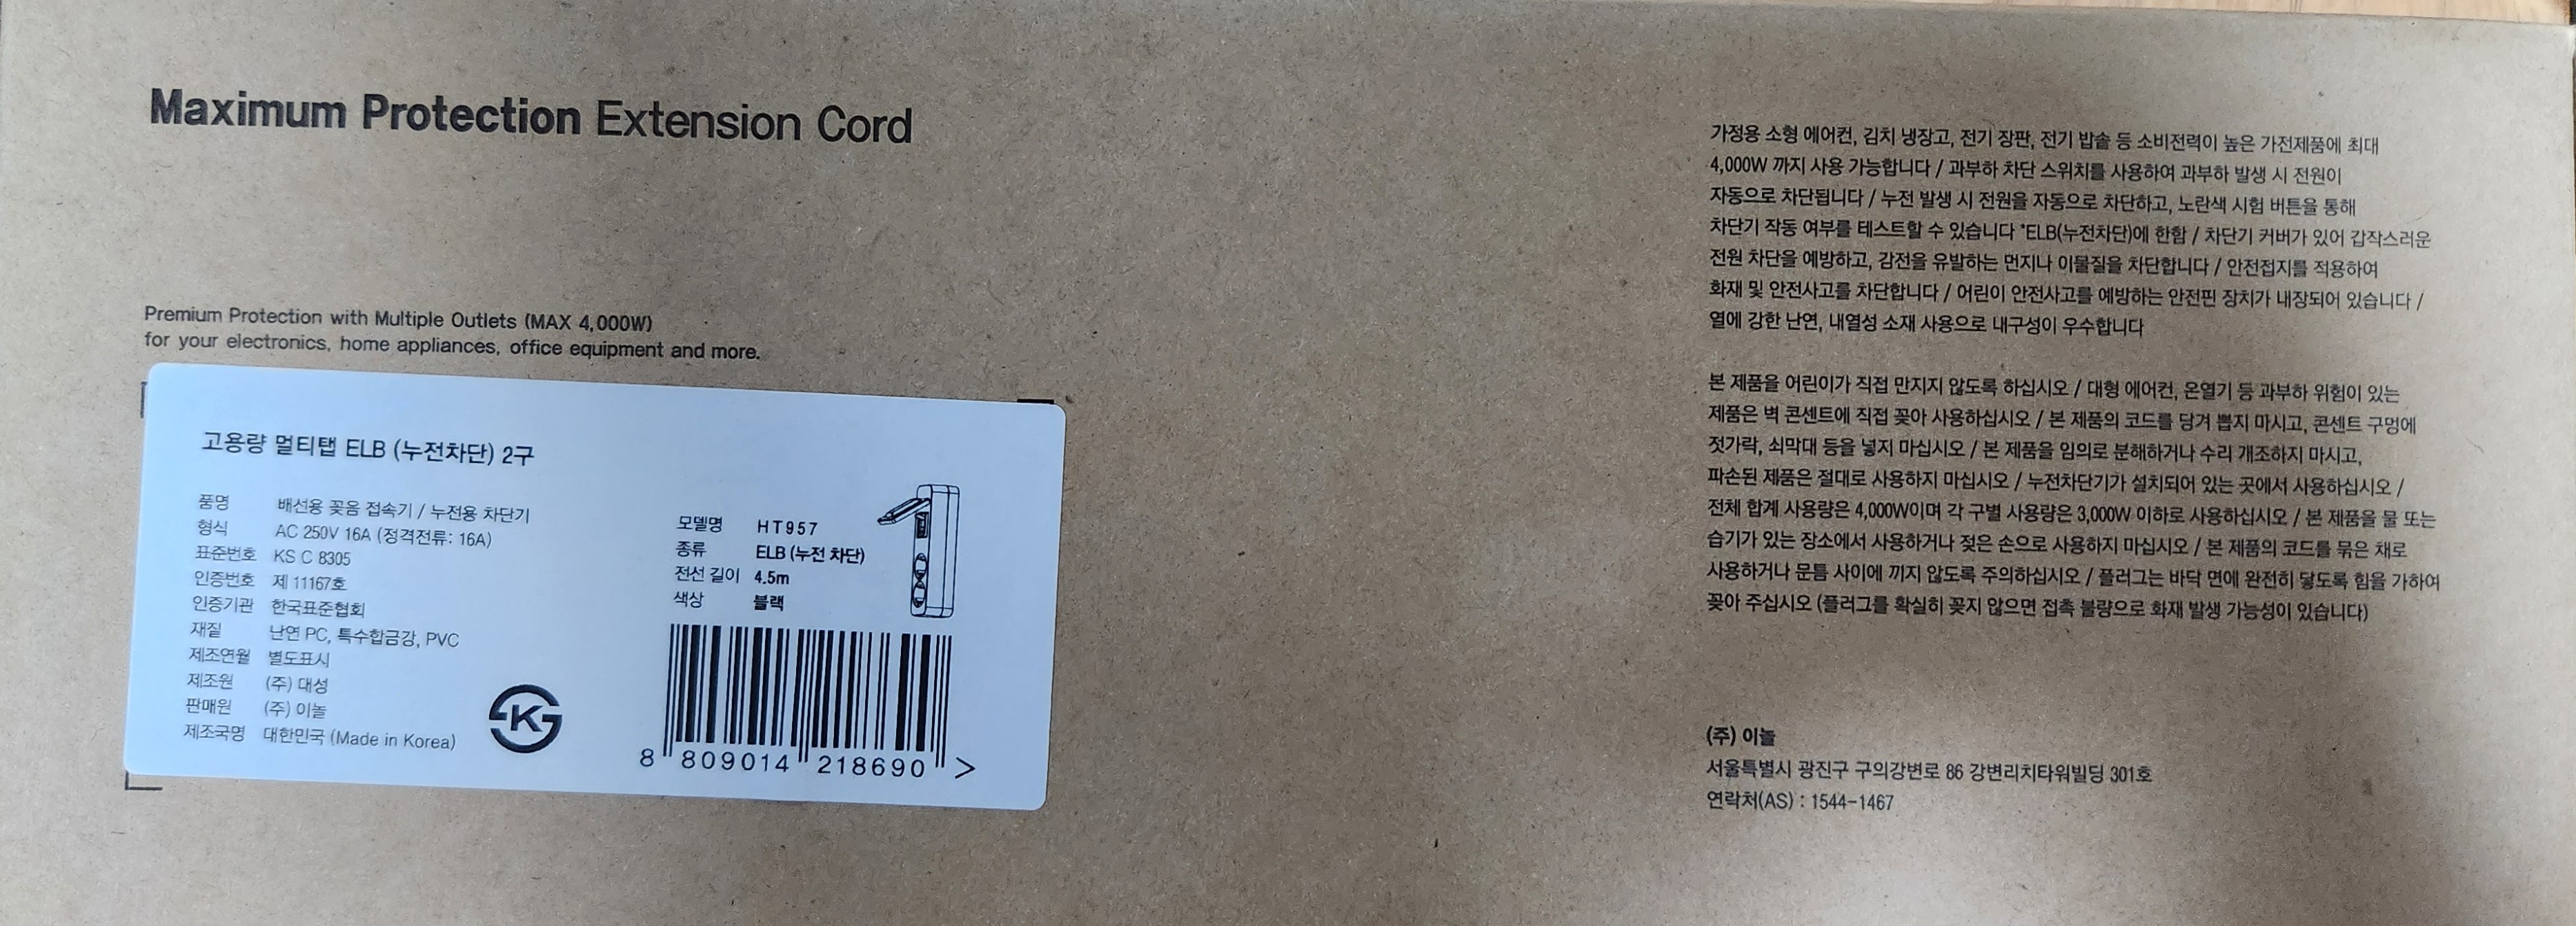 Maximum Protection Extension Cord
Premium Protection with Multiple Outlets (MAX 4,000W)
for your electronics, home appliances, office equipment and more.
고용량 멀티탭 ELB (누전차단) 2구
품명 배선용 꽂음 접속기 / 누전용 차단기
형식 AC 250V 16A (정격전류: 16A)
표준번호 KS C 8305
인증번호 제 11167호
인증기관 한국표준협회
재질 난연 PC, 특수합금강, PVC
제조연월 별도표시
제조원 (주) 대성
판매원 (주) 이놀
제조국명 대한민국 (Made in Korea)
모델명 HT957
종류 ELB (누전 차단)
전선 길이 4.5m
색상 블랙
8 809014 218690 >
가정용 소형 에어컨, 김치 냉장고, 전기 장판, 전기 밥솥 등 소비전력이 높은 가전제품에 최대
4,000W 까지 사용 가능합니다 / 과부하 차단 스위치를 사용하여 과부하 발생 시 전원이
자동으로 차단됩니다 / 누전 발생 시 전원을 자동으로 차단하고, 노란색 시험 버튼을 통해
차단기 작동 여부를 테스트할 수 있습니다 *ELB(누전차단)에 한함 / 차단기 커버가 있어 갑작스러운
전원 차단을 예방하고, 감전을 유발하는 먼지나 이물질을 차단합니다 / 안전접지를 적용하여
화재 및 안전사고를 차단합니다 / 어린이 안전사고를 예방하는 안전핀 장치가 내장되어 있습니다 /
열에 강한 난연, 내열성 소재 사용으로 내구성이 우수합니다
본 제품을 어린이가 직접 만지지 않도록 하십시오 / 대형 에어컨, 온열기 등 과부하 위험이 있는
제품은 벽 콘센트에 직접 꽂아 사용하십시오 / 본 제품의 코드를 당겨 뽑지 마시고, 콘센트 구멍에
젓가락, 쇠막대 등을 넣지 마십시오 / 본 제품을 임의로 분해하거나 수리 개조하지 마시고,
파손된 제품은 절대로 사용하지 마십시오 / 누전차단기가 설치되어 있는 곳에서 사용하십시오 /
전체 합계 사용량은 4,000W이며 각 구별 사용량은 3,000W 이하로 사용하십시오 / 본 제품을 물 또는
습기가 있는 장소에서 사용하거나 젖은 손으로 사용하지 마십시오 / 본 제품의 코드를 묶은 채로
사용하거나 문틈 사이에 끼지 않도록 주의하십시오 / 플러그는 바닥 면에 완전히 닿도록 힘을 가하여
꽂아 주십시오 (플러그를 확실히 꽂지 않으면 접촉 불량으로 화재 발생 가능성이 있습니다)
(주) 이놀
서울특별시 광진구 구의강변로 86 강변리치타워빌딩 301호
연락처(AS) : 1544-1467